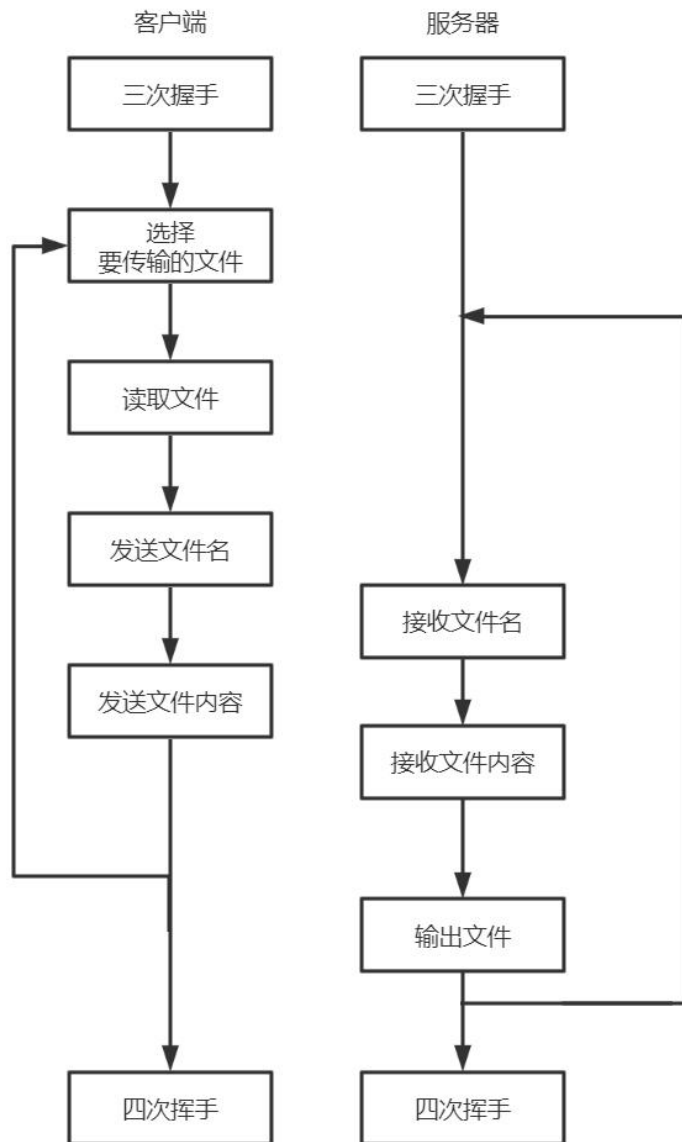 客户端
三次握手
选择
要传输的文件
读取文件
发送文件名
发送文件内容
四次挥手
服务器
三次握手
接收文件名
接收文件内容
输出文件
四次挥手